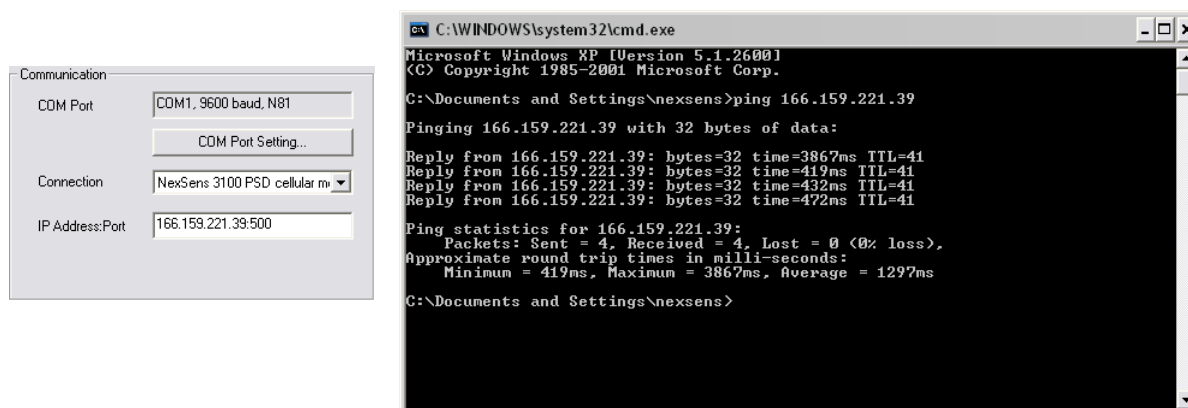 Communication
COM Port
COM1, 9600 baud, N81
COM Port Setting...
Connection
NexSens 3100 PSD cellular m
IP Address:Port
166.159.221.39:500
C:\WINDOWS\system32\cmd.exe
Microsoft Windows XP [Version 5.1.2600]
(C) Copyright 1985-2001 Microsoft Corp.
C:\Documents and Settings\nexsens>ping 166.159.221.39
Pinging 166.159.221.39 with 32 bytes of data:
Reply from 166.159.221.39: bytes=32 time=3867ms TTL=41
Reply from 166.159.221.39: bytes=32 time=419ms TTL=41
Reply from 166.159.221.39: bytes=32 time=432ms TTL=41
Reply from 166.159.221.39: bytes=32 time=472ms TTL=41
Ping statistics for 166.159.221.39:
Packets: Sent = 4, Received = 4, Lost = 0 (0% loss),
Approximate round trip times in milli-seconds:
Minimum = 419ms, Maximum = 3867ms, Average = 1297ms
C:\Documents and Settings\nexsens>